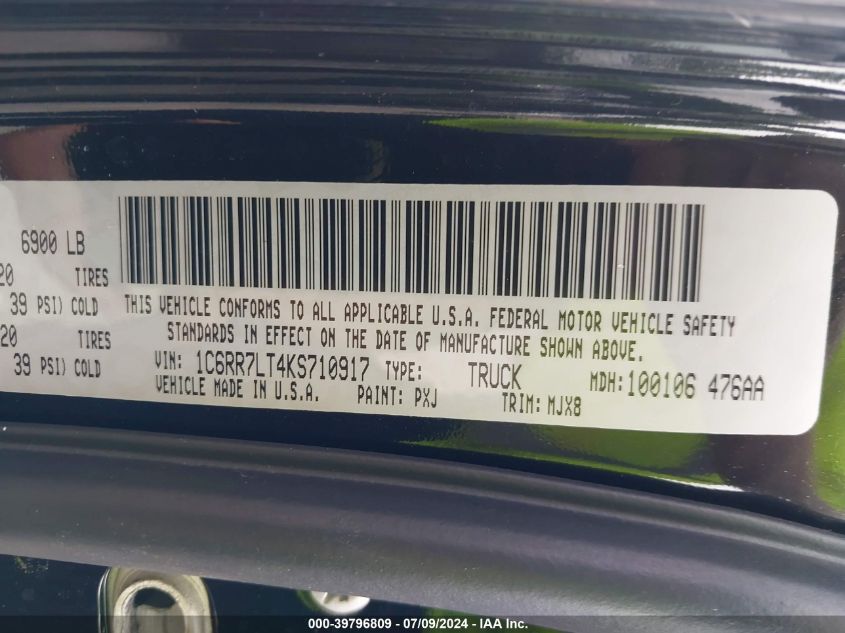 6900 LB
20 TIRES
39 PSI) COLD
20 TIRES
39 PSI) COLD
THIS VEHICLE CONFORMS TO ALL APPLICABLE U.S.A. FEDERAL MOTOR VEHICLE SAFETY
STANDARDS IN EFFECT ON THE DATE OF MANUFACTURE SHOWN ABOVE.
VIN: 1C6RR7LT4KS710917 TYPE: TRUCK MDH:100106 476AA
VEHICLE MADE IN U.S.A. PAINT: PXJ TRIM: MJX8
000-39796809 - 07/09/2024 - IAA Inc.